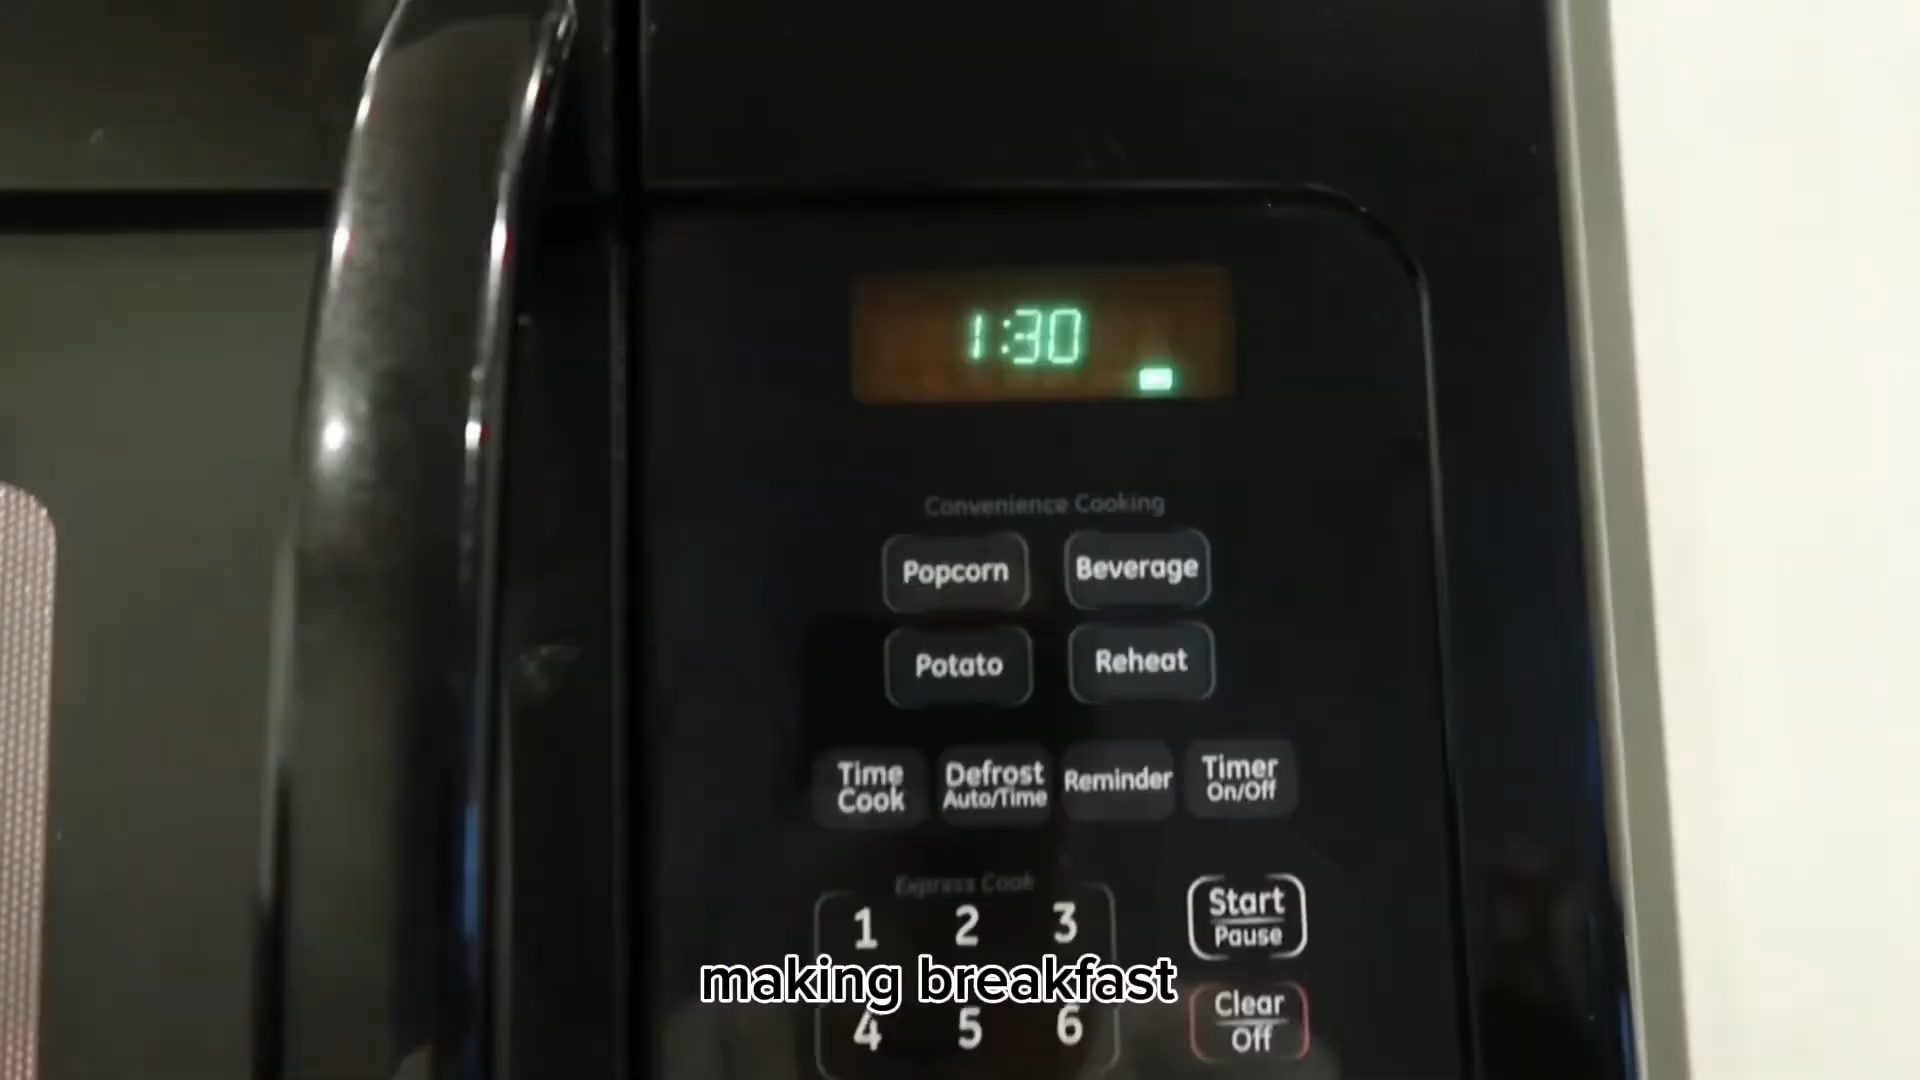 1:30
Convenience Cooking
Popcorn
Beverage
Potato
Reheat
Time
Cook
Defrost
Auto/Time
Reminder
Timer
On/Off
Express Cook
1 2 3
Start
Pause
making breakfast
4 5 6
Clear
Off